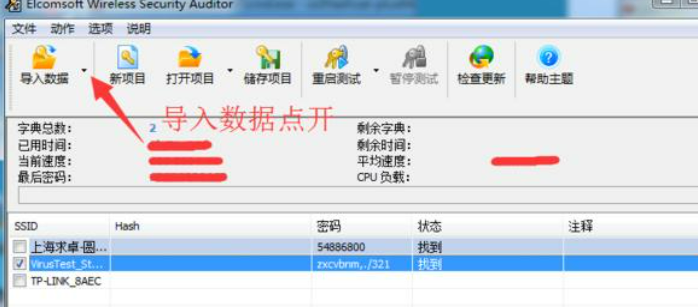 Elcomsoft Wireless Security Auditor
文件 动作 选项 说明
导入数据 新项目 打开项目 储存项目 重启测试 暂停测试 检查更新 帮助主题
导入数据点开
字典总数: 2 剩余字典:
已用时间: 剩余时间:
当前速度: 平均速度:
最后密码: CPU 负载:
SSID Hash 密码 状态 注释
上海求卓-圆... 54886800 找到
VirusTest_St... zxcvbnm,./321 找到
TP-LINK_8AEC